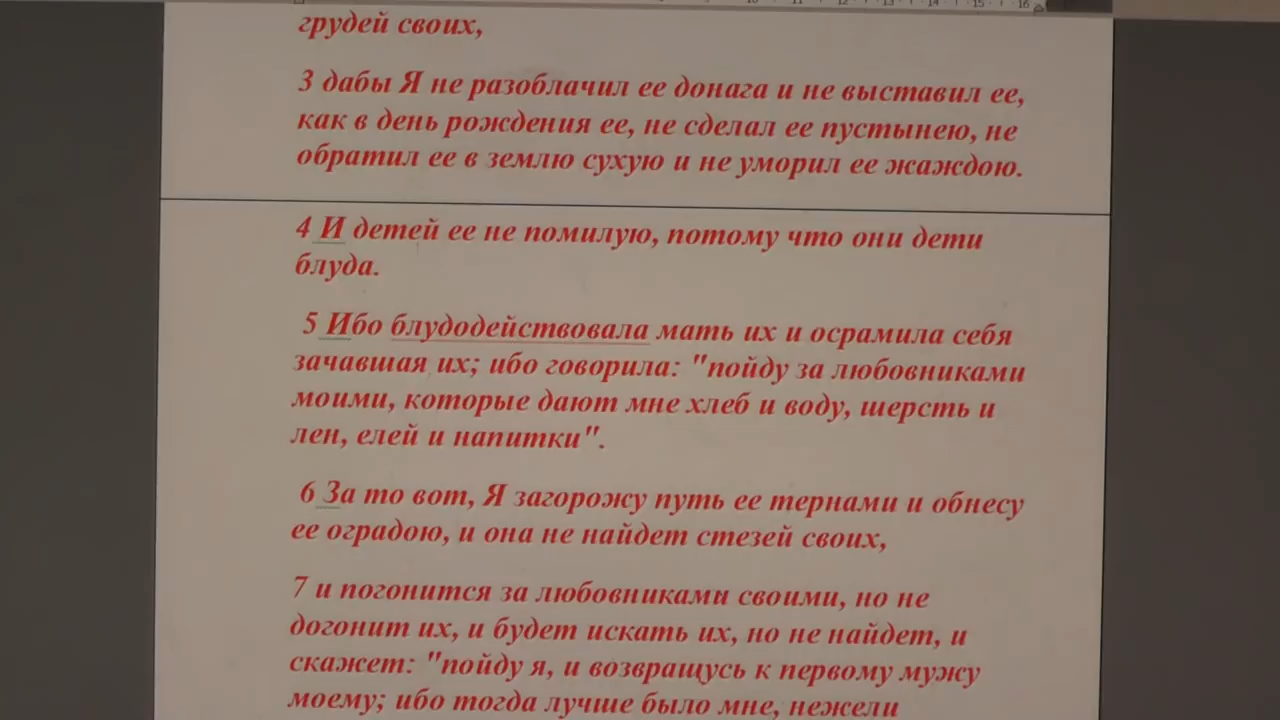 грудей своих,
3 дабы Я не разоблачил ее донага и не выставил ее,
как в день рождения ее, не сделал ее пустынею, не
обратил ее в землю сухую и не уморил ее жаждою.
4 И детей ее не помилую, потому что они дети
блуда.
5 Ибо блудодействовала мать их и осрамила себя
зачавшая их; ибо говорила: "пойду за любовниками
моими, которые дают мне хлеб и воду, шерсть и
лен, елей и напитки".
6 За то вот, Я загорожу путь ее тернами и обнесу
ее оградою, и она не найдет стезей своих,
7 и погонится за любовниками своими, но не
догонит их, и будет искать их, но не найдет, и
скажет: "пойду я, и возвращусь к первому мужу
моему; ибо тогда лучше было мне, нежели